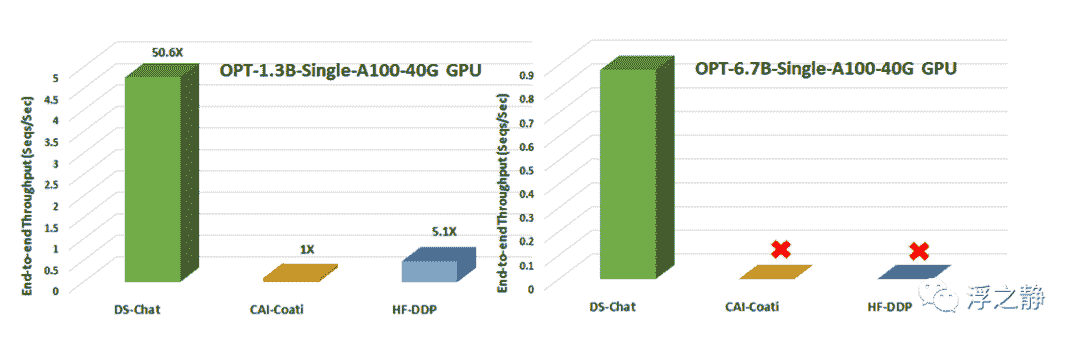 OPT-1.3B-Single-A100-40G GPU
End-to-end Throughput (Seqs/Sec)
5
4.5
4
3.5
3
2.5
2
1.5
1
0.5
0
50.6X
1X
5.1X
DS-Chat
CAI-Coati
HF-DDP
OPT-6.7B-Single-A100-40G GPU
End-to-end Throughput (Seqs/Sec)
0.9
0.8
0.7
0.6
0.5
0.4
0.3
0.2
0.1
0
DS-Chat
CAI-Coati
HF-DDP
浮之静